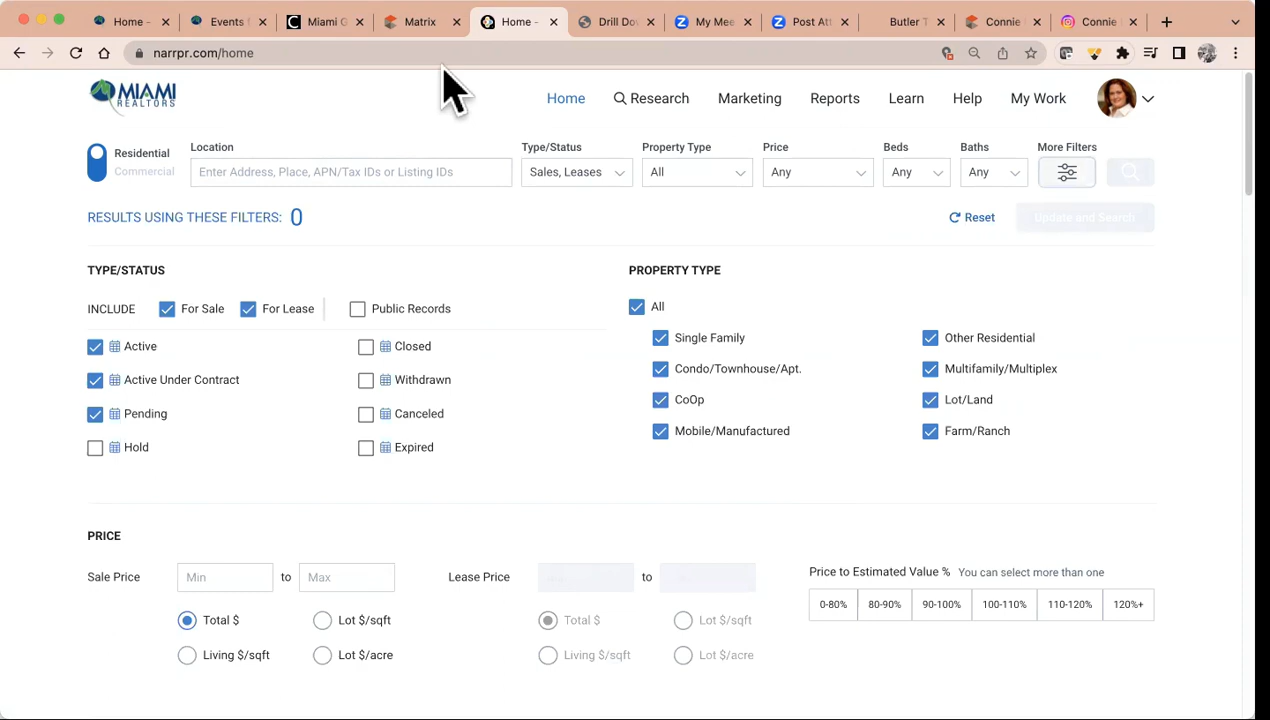 Home -
Events f
Miami G
Matrix
Home -
Drill Do
My Mee
Post Att
Butler T
Connie
Connie
narrpr.com/home
MIAMI
REALTORS
Home
Research
Marketing
Reports
Learn
Help
My Work
Residential
Commercial
Location
Enter Address, Place, APN/Tax IDs or Listing IDs
Type/Status
Sales, Leases
Property Type
All
Price
Any
Beds
Any
Baths
Any
More Filters
RESULTS USING THESE FILTERS: 0
Reset
Update and Search
TYPE/STATUS
INCLUDE For Sale For Lease Public Records
Active Closed
Active Under Contract Withdrawn
Pending Canceled
Hold Expired
PROPERTY TYPE
All
Single Family Other Residential
Condo/Townhouse/Apt. Multifamily/Multiplex
CoOp Lot/Land
Mobile/Manufactured Farm/Ranch
PRICE
Sale Price Min to Max
Total $ Lot $/sqft
Living $/sqft Lot $/acre
Lease Price to
Total $ Lot $/sqft
Living $/sqft Lot $/acre
Price to Estimated Value % You can select more than one
0-80% 80-90% 90-100% 100-110% 110-120% 120%+